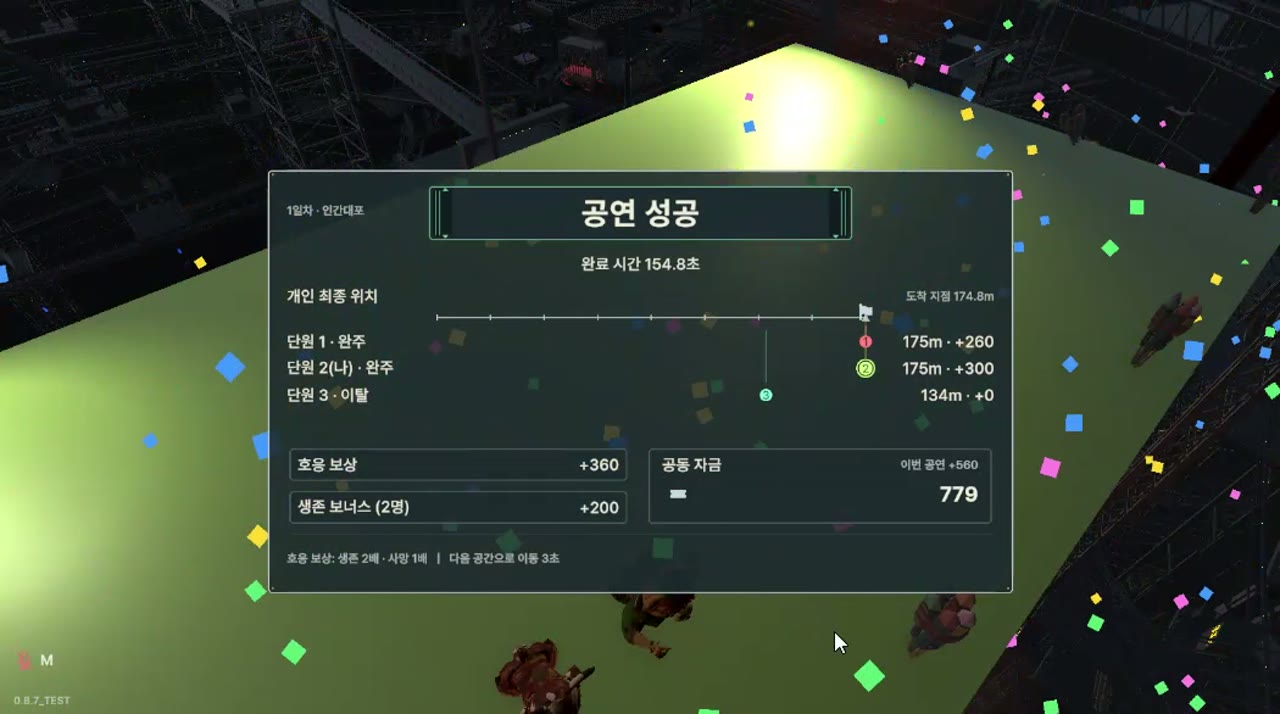 1일차 · 인간대포
공연 성공
완료 시간 154.8초
개인 최종 위치
도착 지점 174.8m
단원 1 · 완주
1
175m · +260
단원 2(나) · 완주
2
175m · +300
단원 3 · 이탈
3
134m · +0
호응 보상
+360
생존 보너스 (2명)
+200
공동 자금
이번 공연 +560
779
호응 보상: 생존 2배 · 사망 1배 | 다음 공간으로 이동 3초
M
0.8.7_TEST